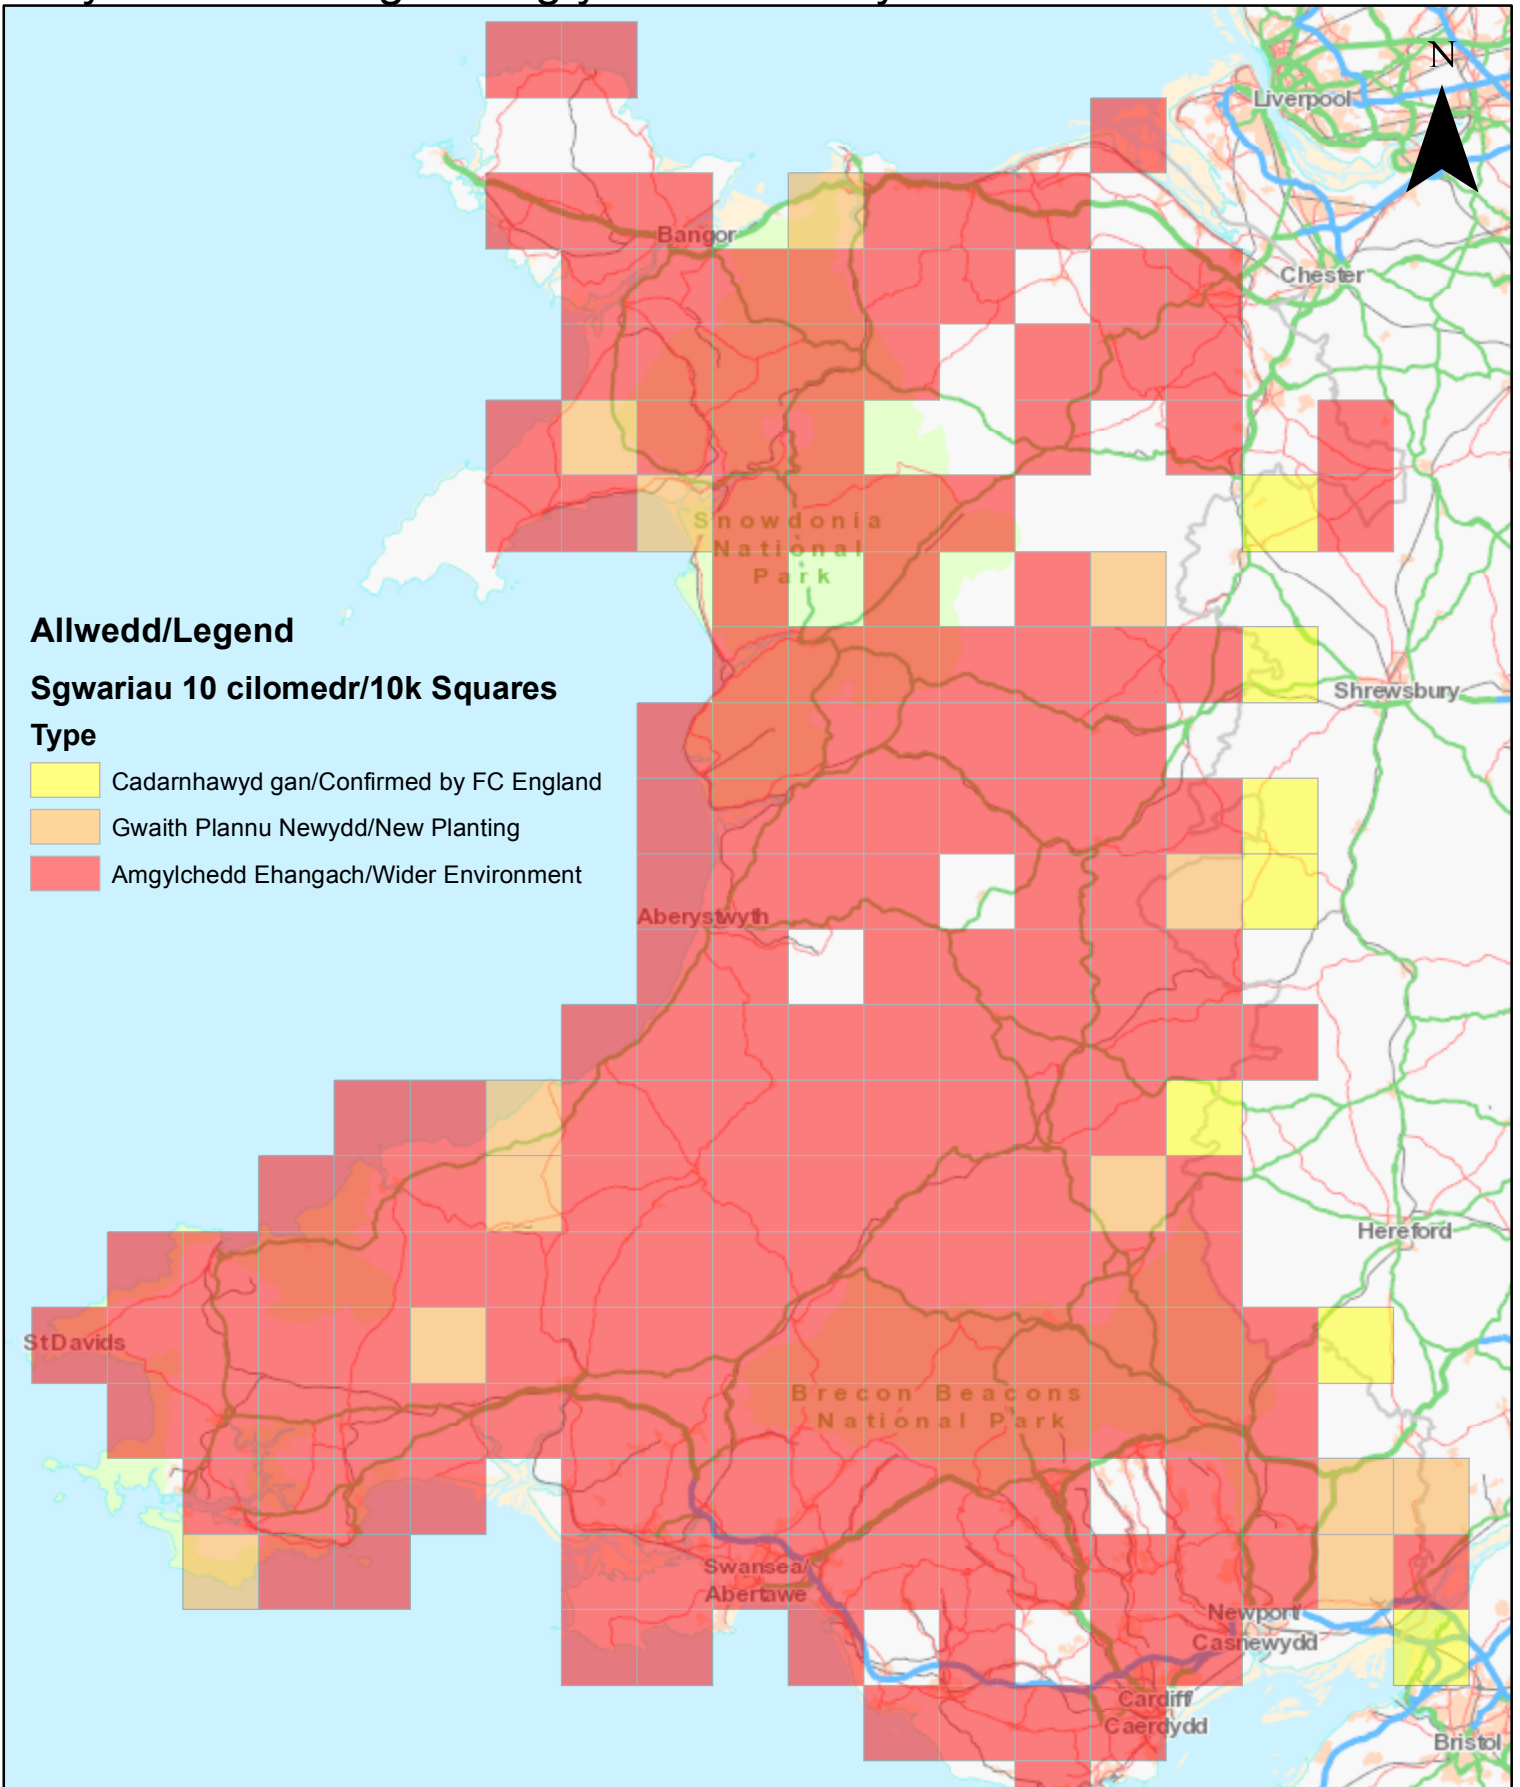 N
Liverpool
Bangor
Chester
Snowdonia
National
Park
Allwedd/Legend
Sgwariau 10 cilomedr/10k Squares
Type
Cadarnhawyd gan/Confirmed by FC England
Gwaith Plannu Newydd/New Planting
Amgylchedd Ehangach/Wider Environment
Shrewsbury
Aberystwyth
Hereford
St Davids
Brecon Beacons
National Park
Swansea/
Abertawe
Newport/
Casnewydd
Cardiff/
Caerdydd
Bristol